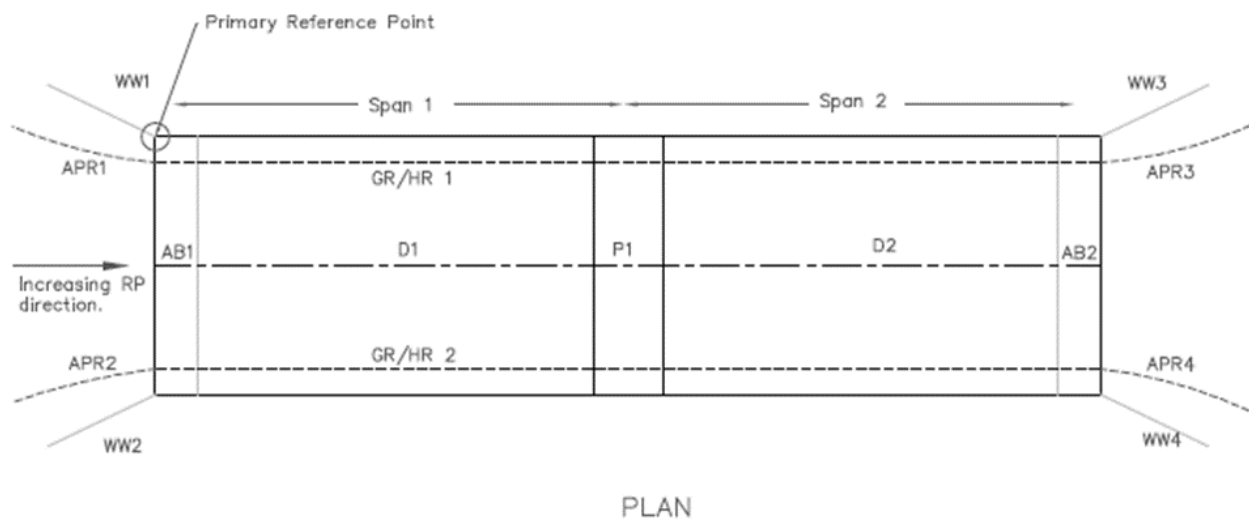 Primary Reference Point
WW1
Span 1
Span 2
WW3
APR1
GR/HR 1
APR3
AB1
D1
P1
D2
AB2
Increasing RP
direction.
APR2
GR/HR 2
APR4
WW2
WW4
PLAN